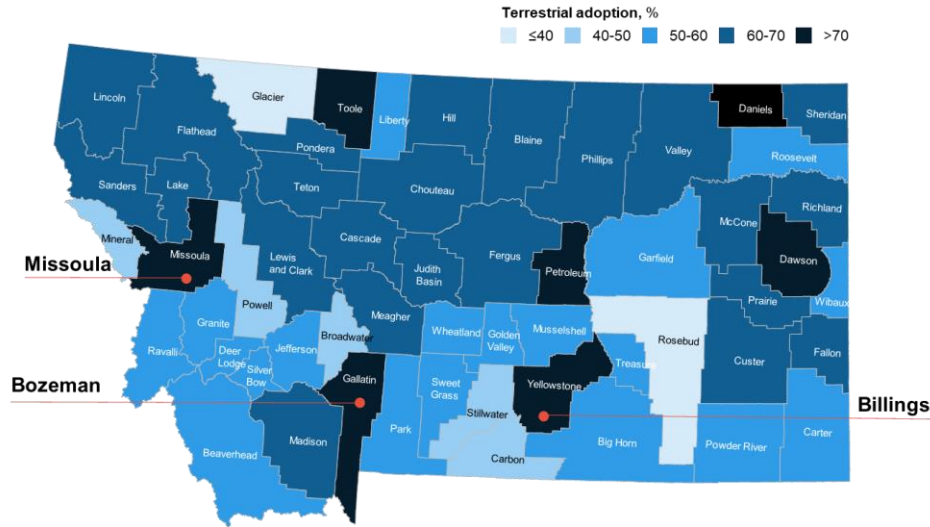 Terrestrial adoption, %
≤40
40-50
50-60
60-70
>70
Lincoln
Flathead
Glacier
Toole
Liberty
Hill
Blaine
Phillips
Valley
Daniels
Sheridan
Roosevelt
Pondera
Sanders
Lake
Teton
Chouteau
McCone
Richland
Mineral
Missoula
Lewis
and Clark
Cascade
Judith
Basin
Fergus
Petroleum
Garfield
Dawson
Missoula
Powell
Meagher
Prairie
Wibaux
Granite
Ravalli
Deer
Lodge
Silver
Bow
Jefferson
Broadwater
Wheatland
Golden
Valley
Musselshell
Treasure
Rosebud
Custer
Fallon
Bozeman
Gallatin
Sweet
Grass
Stillwater
Yellowstone
Billings
Beaverhead
Madison
Park
Carbon
Big Horn
Powder River
Carter